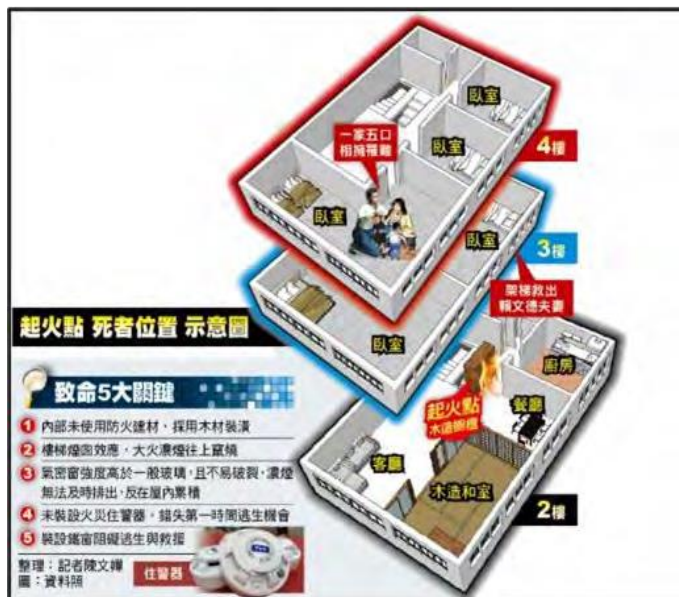 臥室
臥室
4樓
一家五口
相擁罹難
臥室
臥室
3樓
架梯救出
賴文德夫妻
臥室
起火點 死者位置 示意圖
廚房
起火點
木造櫥櫃
餐廳
客廳
木造和室
2樓
致命5大關鍵
1 內部未使用防火建材，採用木材裝潢
2 樓梯煙囪效應，大火濃煙往上竄燒
3 氣密窗強度高於一般玻璃，且不易破裂，濃煙
無法及時排出，反在屋內累積
4 未裝設火災住警器，錯失第一時間逃生機會
5 裝設鐵窗阻礙逃生與救援
整理：記者陳文嬋
圖：資料照
住警器